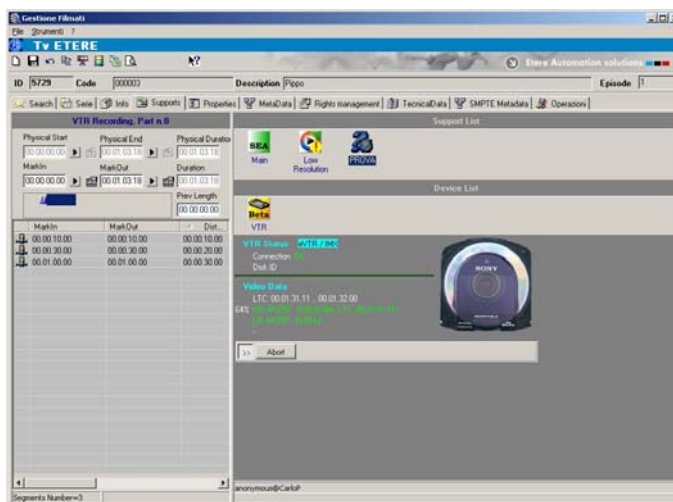 Gestione Filmati
File Strumenti ?
Tv ETERE
Etere Automation solutions
ID 5729 Code 000003 Description Pippo Episode 1
Search Serie Info Supports Properties MetaData Rights management TecnicalData SMPTE Metadata Operazioni
VTR Recording, Part n.0
Support List
Physical Start Physical End Physical Duration
00.00.00.00 00.01.03.18 00.01.03.18
MarkIn MarkOut Duration
00.00.00.00 00.01.03.18 00.01.03.18
Prev Length
00.00.00.00
SEA
Main
Low Resolution
PROVA
Device List
Beta
VTR
MarkIn MarkOut Dist...
00.00.10.00 00.00.10.00 00.00.10.00
00.00.30.00 00.00.30.00 00.00.20.00
00.01.00.00 00.01.00.00 00.00.30.00
VTR Status eVTR / IMX
Connection
Disk ID
Video Data
LTC: 00.01.31.11 .. 00.01.32.00
SONY
>> Abort
anonymous@CarloP
Segments Number=3